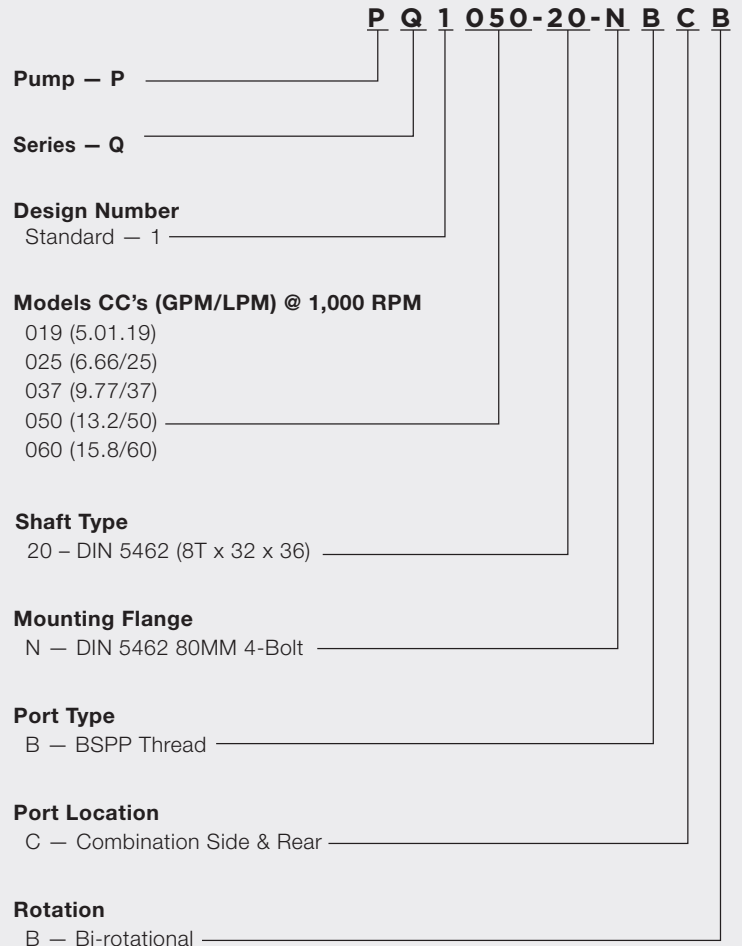 P Q 1 050-20-N B C B
Pump — P
Series — Q
Design Number
Standard — 1
Models CC's (GPM/LPM) @ 1,000 RPM
019 (5.01.19)
025 (6.66/25)
037 (9.77/37)
050 (13.2/50)
060 (15.8/60)
Shaft Type
20 – DIN 5462 (8T x 32 x 36)
Mounting Flange
N — DIN 5462 80MM 4-Bolt
Port Type
B — BSPP Thread
Port Location
C — Combination Side & Rear
Rotation
B — Bi-rotational